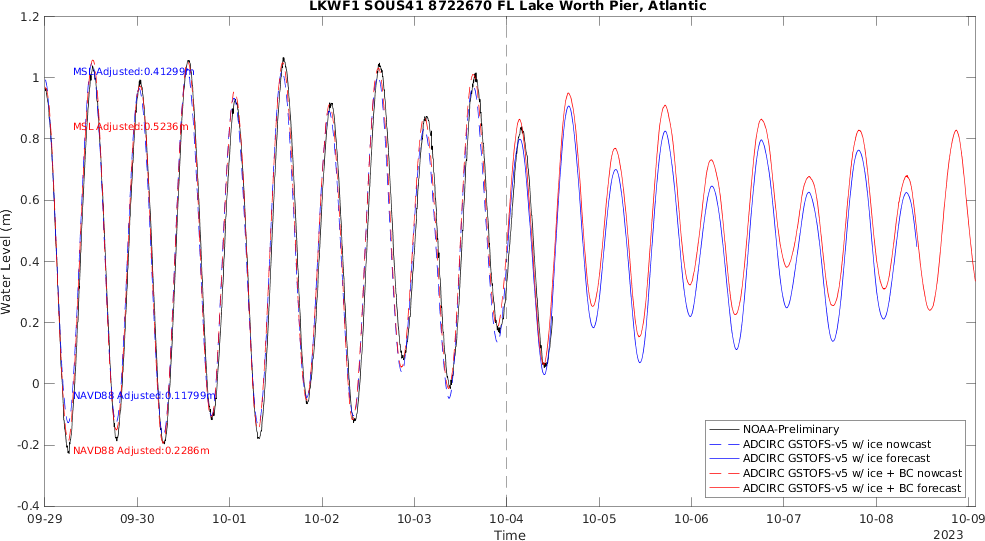 LKWF1 SOUS41 8722670 FL Lake Worth Pier, Atlantic
1.2
1
0.8
0.6
0.4
0.2
0
-0.2
-0.4
Water Level (m)
MSL Adjusted:0.41299m
MSL Adjusted:0.5236m
NAVD88 Adjusted:0.11799m
NAVD88 Adjusted:0.2286m
NOAA-Preliminary
ADCIRC GSTOFS-v5 w/ ice nowcast
ADCIRC GSTOFS-v5 w/ ice forecast
ADCIRC GSTOFS-v5 w/ ice + BC nowcast
ADCIRC GSTOFS-v5 w/ ice + BC forecast
09-29 09-30 10-01 10-02 10-03 10-04 10-05 10-06 10-07 10-08 10-09
Time
2023